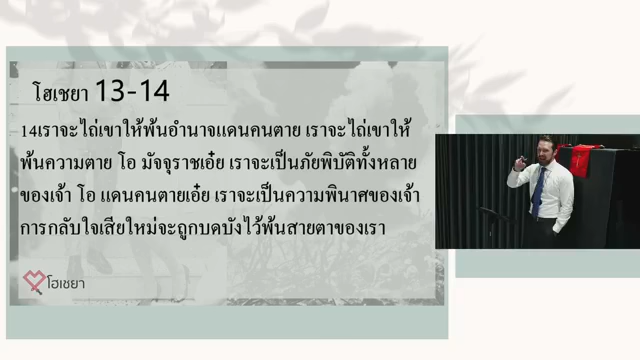 โฮเชยา 13-14
14เราจะไถ่เขาให้พ้นอำนาจแดนคนตาย เราจะไถ่เขาให้
พ้นความตาย โอ มัจจุราชเอ๋ย เราจะเป็นภัยพิบัติทั้งหลาย
ของเจ้า โอ แดนคนตายเอ๋ย เราจะเป็นความพินาศของเจ้า
การกลับใจเสียใหม่จะถูกบดบังไว้พ้นสายตาของเรา
โฮเชยา